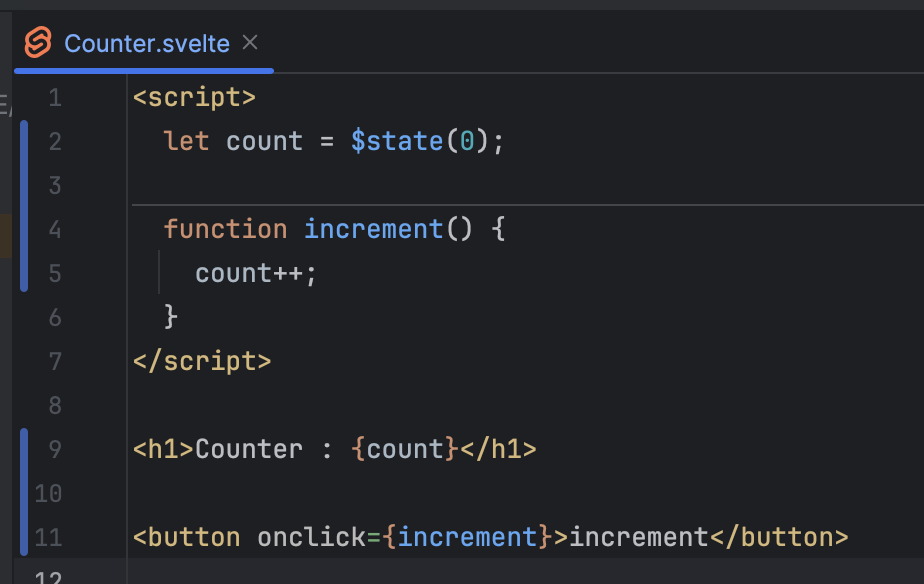 Counter.svelte
1 <script>
2   let count = $state(0);
3
4   function increment() {
5     count++;
6   }
7 </script>
8
9 <h1>Counter : {count}</h1>
10
11 <button onclick={increment}>increment</button>
12